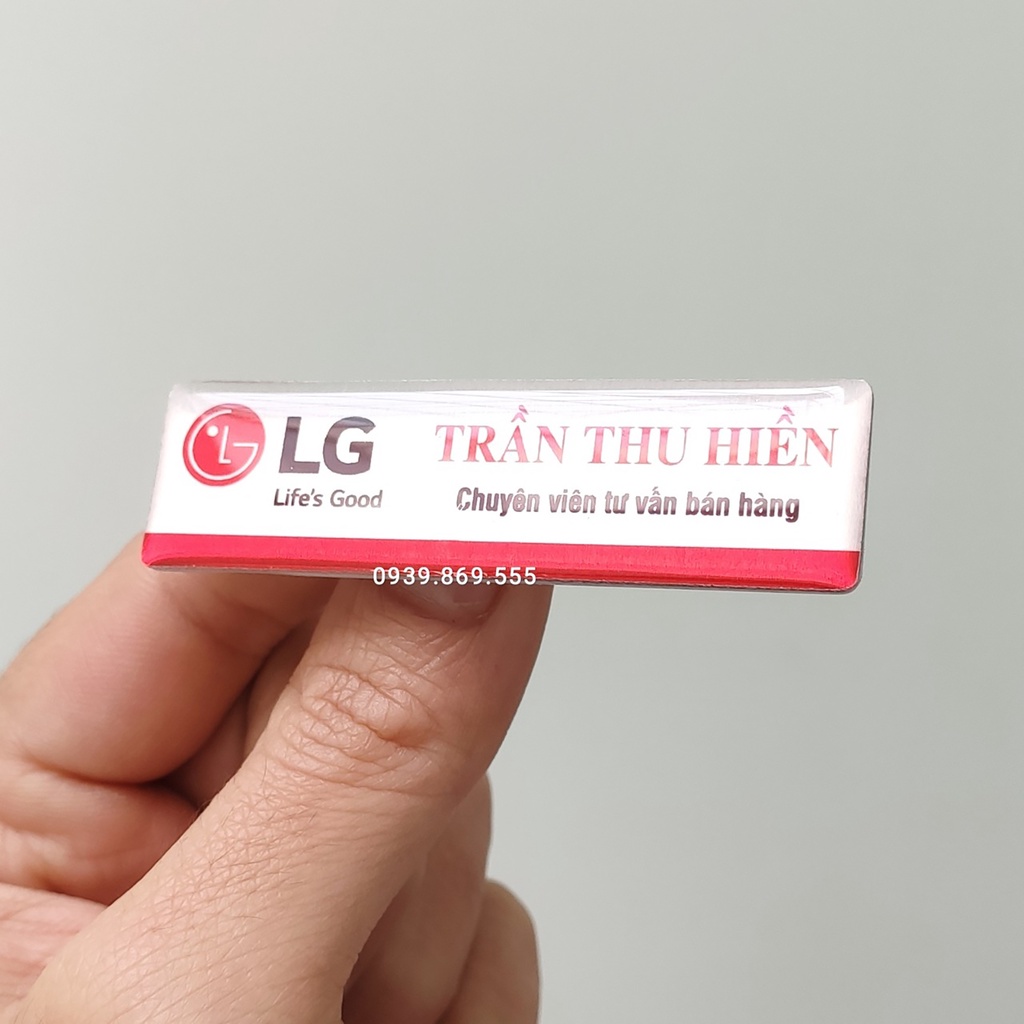 LG
Life's Good
TRẦN THU HIỀN
Chuyên viên tư vấn bán hàng
0939.869.555